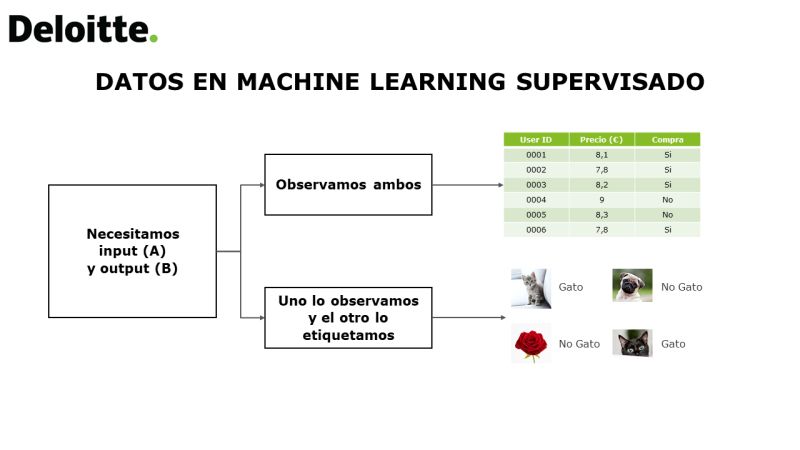 Deloitte.
DATOS EN MACHINE LEARNING SUPERVISADO
Necesitamos
input (A)
y output (B)
Observamos ambos
User ID Precio (€) Compra
0001 8,1 Si
0002 7,8 Si
0003 8,2 Si
0004 9 No
0005 8,3 No
0006 7,8 Si
Uno lo observamos
y el otro lo
etiquetamos
Gato No Gato
No Gato Gato